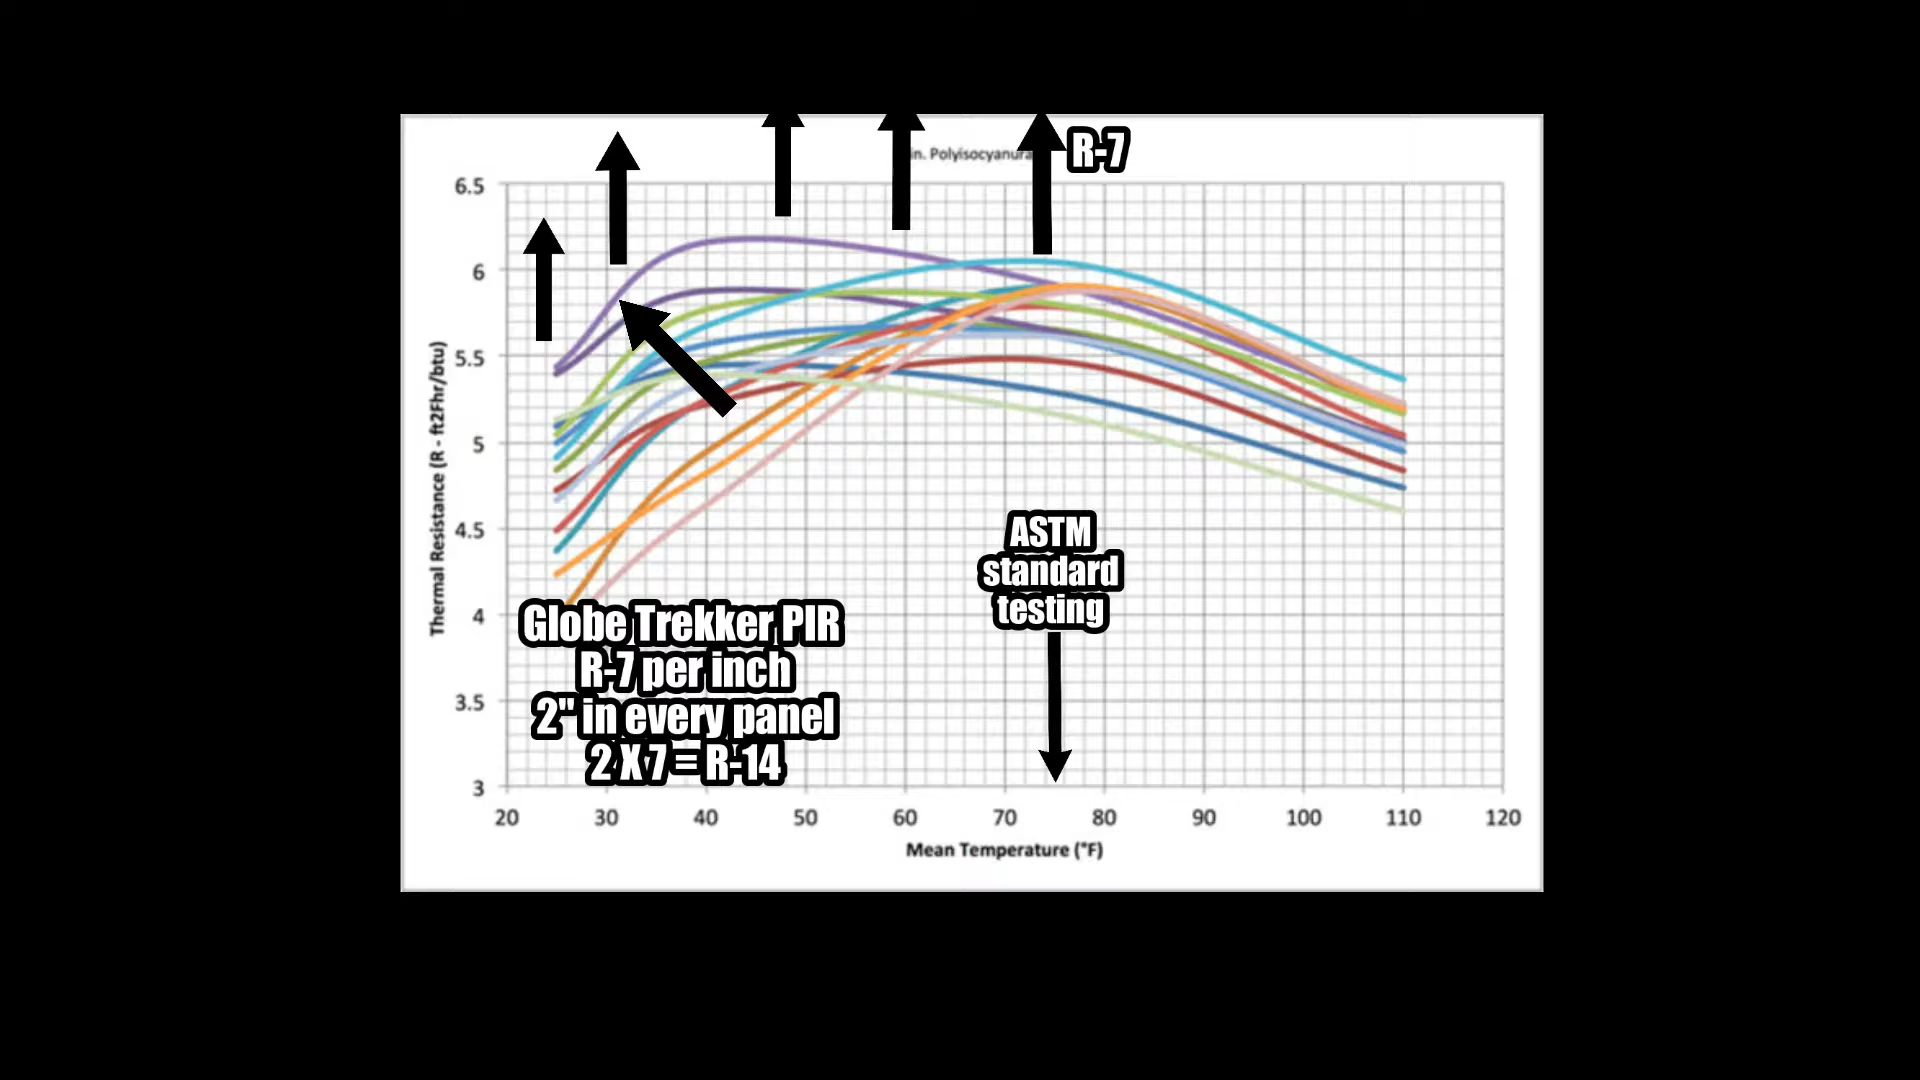 in. Polyisocyanura
R-7
6.5
6
5.5
5
4.5
4
3.5
3
Thermal Resistance (R - ft2Fhr/btu)
ASTM
standard
testing
Globe Trekker PIR
R-7 per inch
2" in every panel
2 X 7 = R-14
20 30 40 50 60 70 80 90 100 110 120
Mean Temperature (°F)